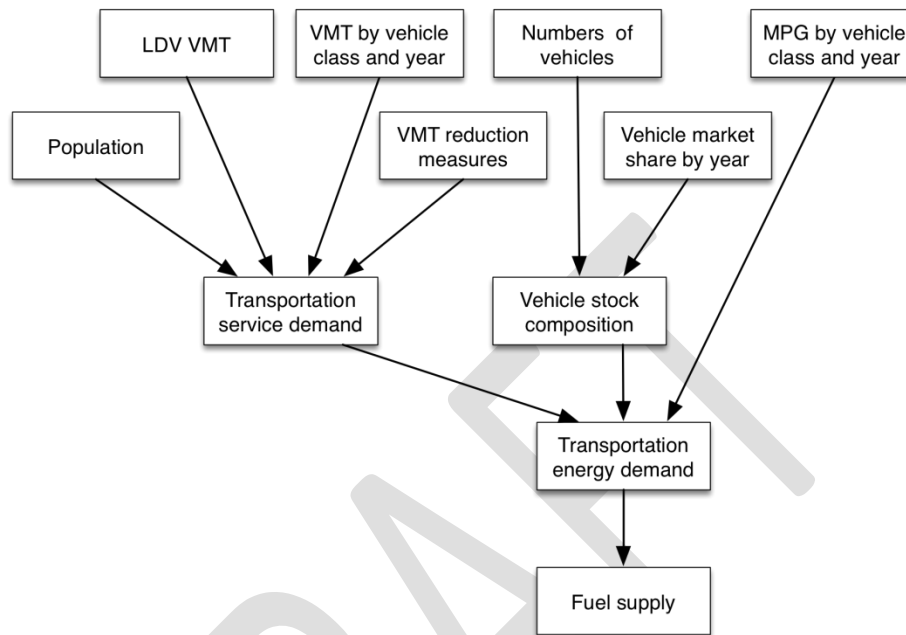 LDV VMT
VMT by vehicle
class and year
Numbers of
vehicles
MPG by vehicle
class and year
Population
VMT reduction
measures
Vehicle market
share by year
Transportation
service demand
Vehicle stock
composition
Transportation
energy demand
Fuel supply
DRAFT